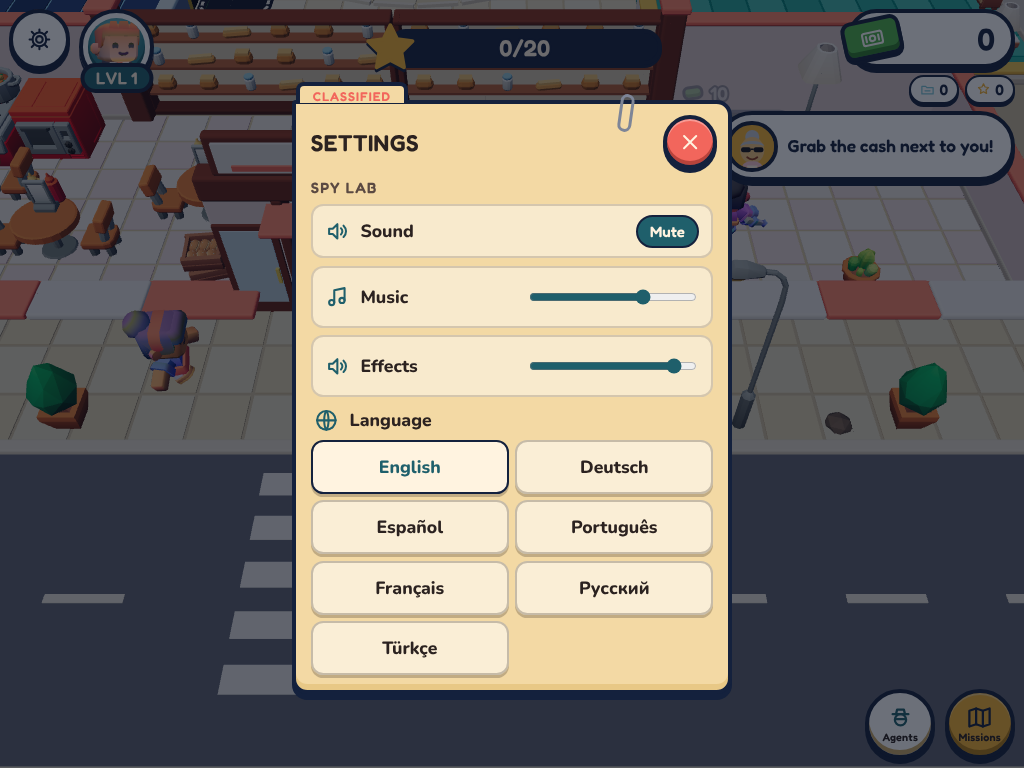 LVL 1
0/20
0
10
0
0
Grab the cash next to you!
CLASSIFIED
SETTINGS
SPY LAB
Sound
Mute
Music
Effects
Language
English
Deutsch
Español
Português
Français
Русский
Türkçe
Agents
Missions